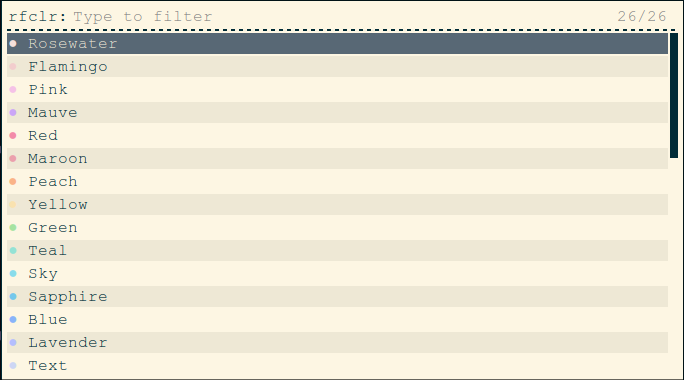 rfclr: Type to filter 26/26
Rosewater
Flamingo
Pink
Mauve
Red
Maroon
Peach
Yellow
Green
Teal
Sky
Sapphire
Blue
Lavender
Text